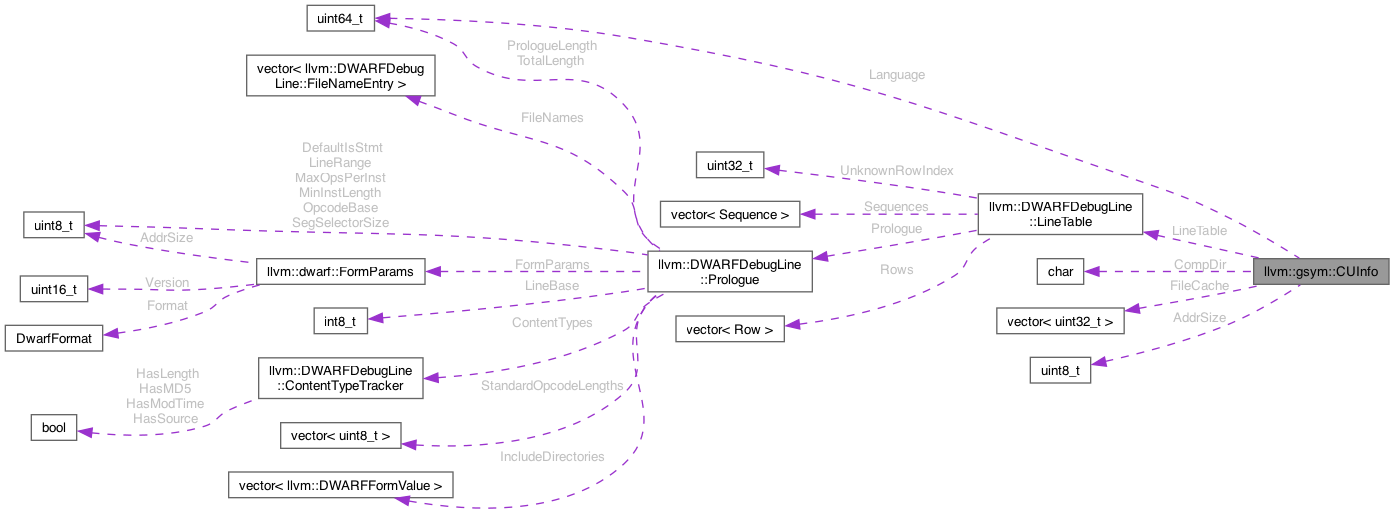 uint64_t
PrologueLength
TotalLength
Language
vector< llvm::DWARFDebug
Line::FileNameEntry >
FileNames
DefaultIsStmt
LineRange
MaxOpsPerInst
MinInstLength
OpcodeBase
SegSelectorSize
uint32_t
UnknownRowIndex
vector< Sequence >
Sequences
llvm::DWARFDebugLine
::LineTable
LineTable
uint8_t
AddrSize
Prologue
llvm::dwarf::FormParams
FormParams
llvm::DWARFDebugLine
::Prologue
Rows
char
CompDir
llvm::gsym::CUInfo
uint16_t
Version
LineBase
FileCache
Format
int8_t
ContentTypes
vector< Row >
vector< uint32_t >
AddrSize
DwarfFormat
uint8_t
HasLength
HasMD5
HasModTime
HasSource
llvm::DWARFDebugLine
::ContentTypeTracker
StandardOpcodeLengths
bool
vector< uint8_t >
IncludeDirectories
vector< llvm::DWARFFormValue >